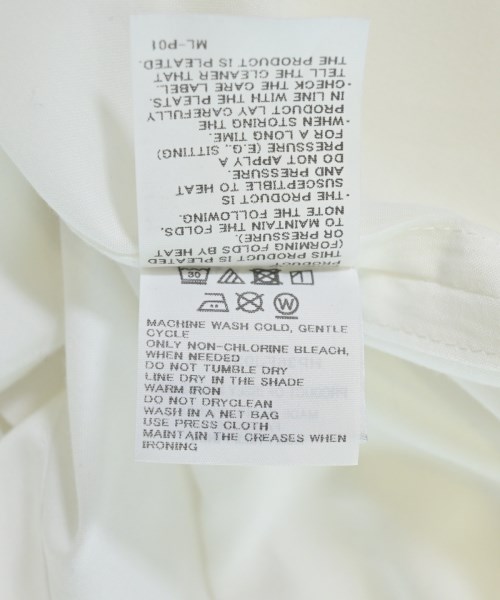 THIS PRODUCT IS PLEATED
(FORMING FOLDS BY HEAT
OR PRESSURE).
TO MAINTAIN THE FOLDS,
NOTE THE FOLLOWING.
・THE PRODUCT IS
SUSCEPTIBLE TO HEAT
AND PRESSURE.
DO NOT APPLY A
PRESSURE (E.G., SITTING)
FOR A LONG TIME.
・WHEN STORING THE
PRODUCT LAY CAREFULLY
IN LINE WITH THE PLEATS.
・CHECK THE CARE LABEL.
TELL THE CLEANER THAT
THE PRODUCT IS PLEATED.
ML-P01
30
W
MACHINE WASH COLD, GENTLE
CYCLE
ONLY NON-CHLORINE BLEACH,
WHEN NEEDED
DO NOT TUMBLE DRY
LINE DRY IN THE SHADE
WARM IRON
DO NOT DRYCLEAN
WASH IN A NET BAG
USE PRESS CLOTH
MAINTAIN THE CREASES WHEN
IRONING